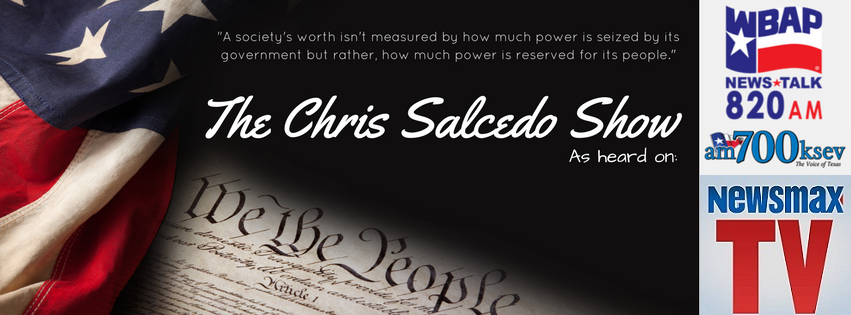 "A society's worth isn't measured by how much power is seized by its
government but rather, how much power is reserved for its people."
The Chris Salcedo Show
As heard on:
We the People
Article I
WBAP
NEWS★TALK
820 AM
am700ksev
The Voice of Texas
Newsmax
TV